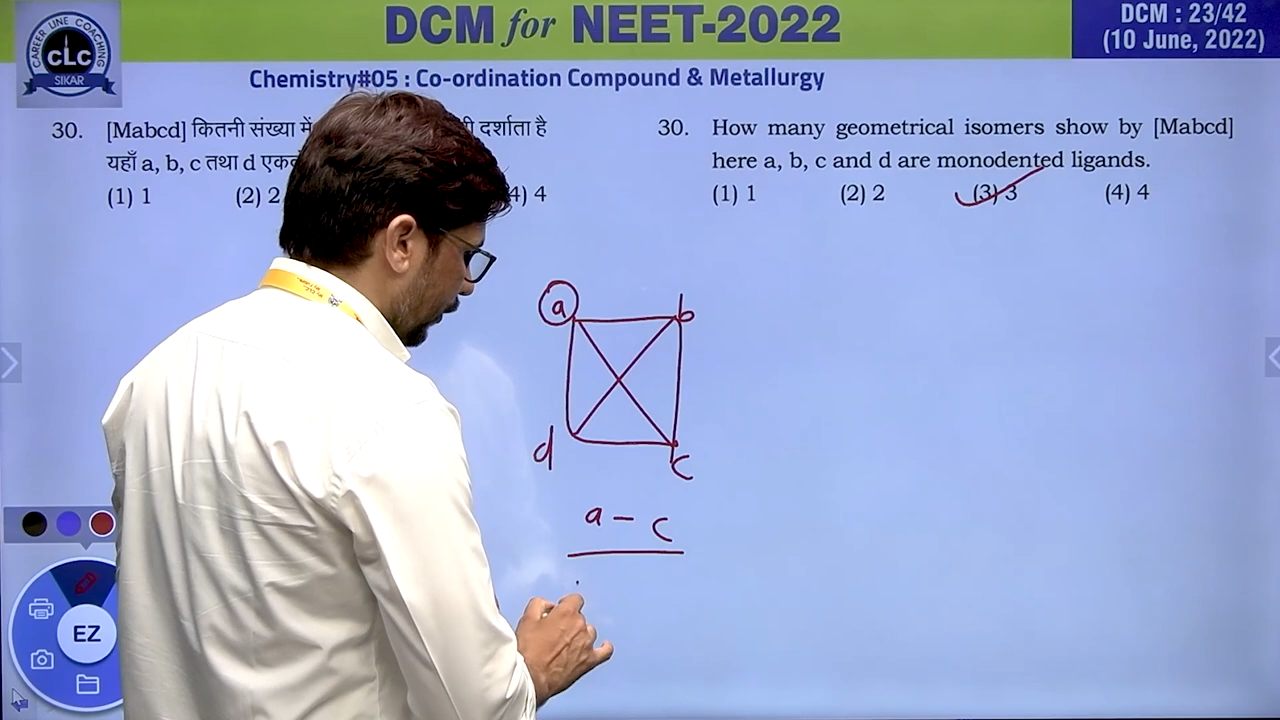 DCM for NEET-2022
DCM : 23/42
(10 June, 2022)
CAREER LINE COACHING
CLC
SIKAR
Chemistry#05 : Co-ordination Compound & Metallurgy
30. [Mabcd] कितनी संख्या में दर्शाता है
यहाँ a, b, c तथा d
(1) 1 (2) 2 4) 4
30. How many geometrical isomers show by [Mabcd]
here a, b, c and d are monodented ligands.
(1) 1 (2) 2 (3) 3 (4) 4
a b
d c
a - c
EZ